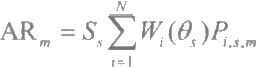 AR_m = S_s \sum_{i=1}^{N} W_i(\theta_s) P_{i,s,m}